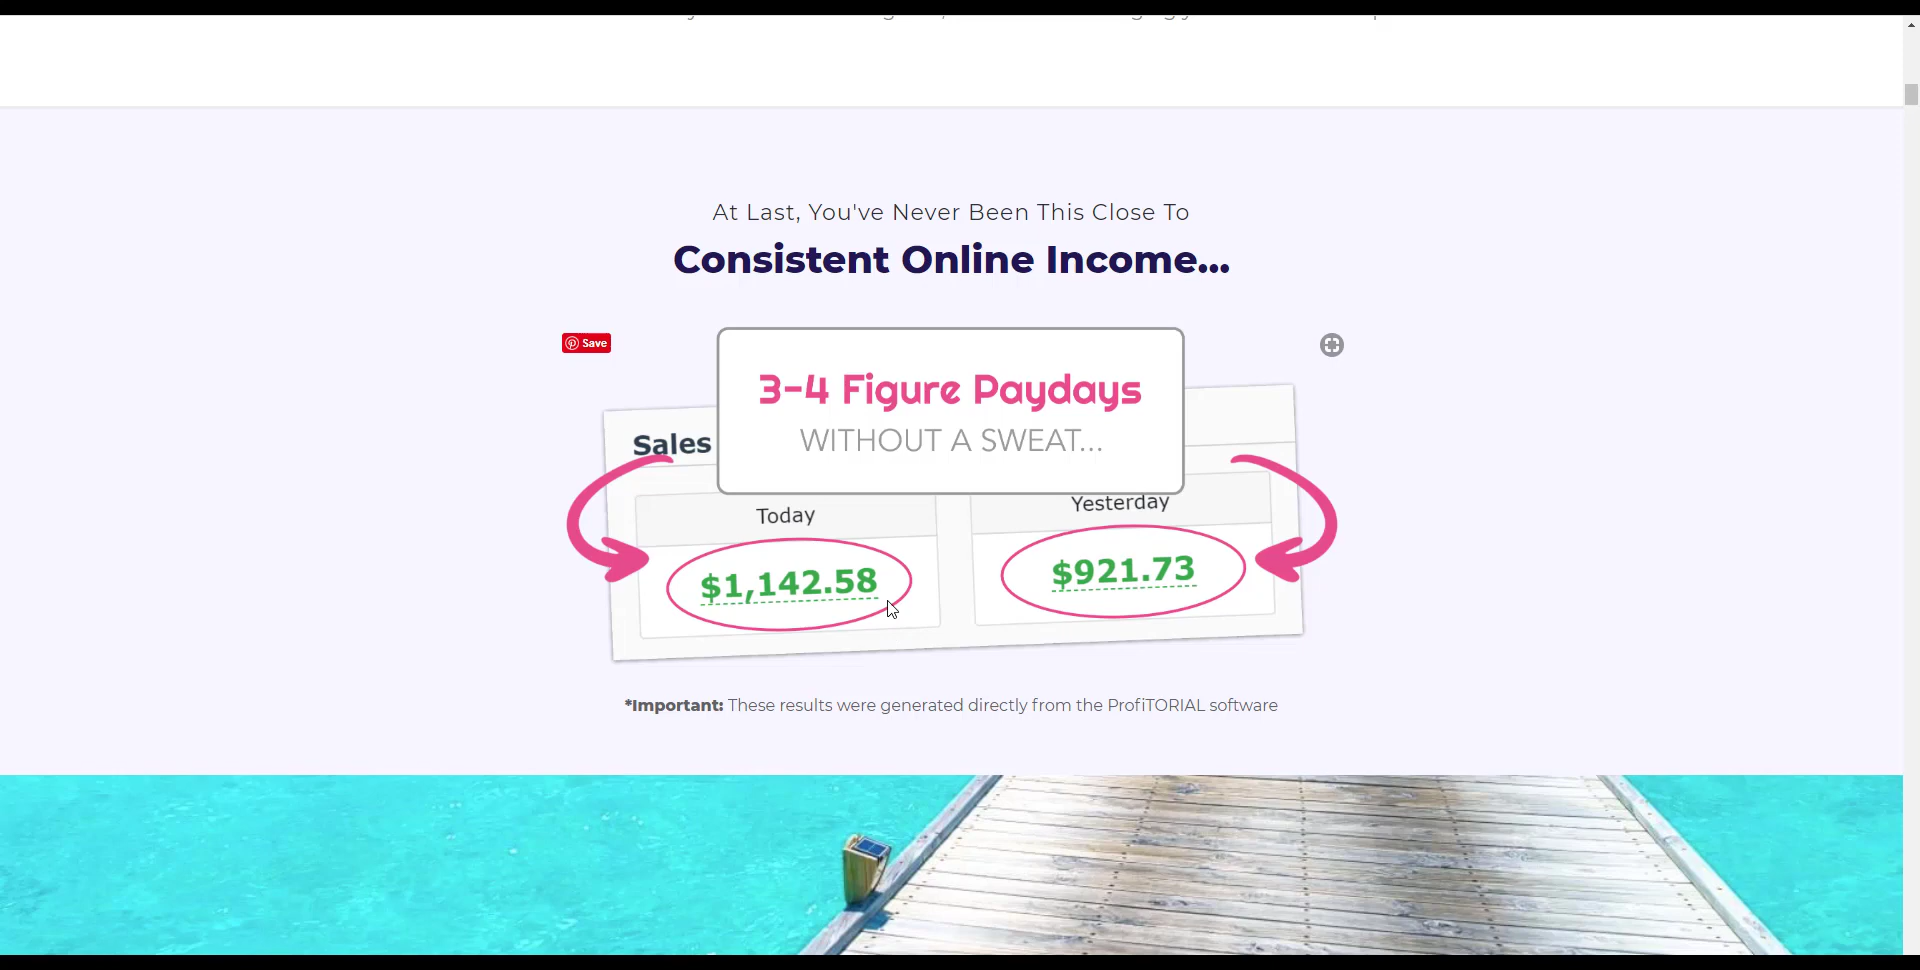 At Last, You've Never Been This Close To
Consistent Online Income...
Save
3-4 Figure Paydays
WITHOUT A SWEAT...
Sales
Today
Yesterday
$1,142.58
$921.73
*Important: These results were generated directly from the ProfiTORIAL software